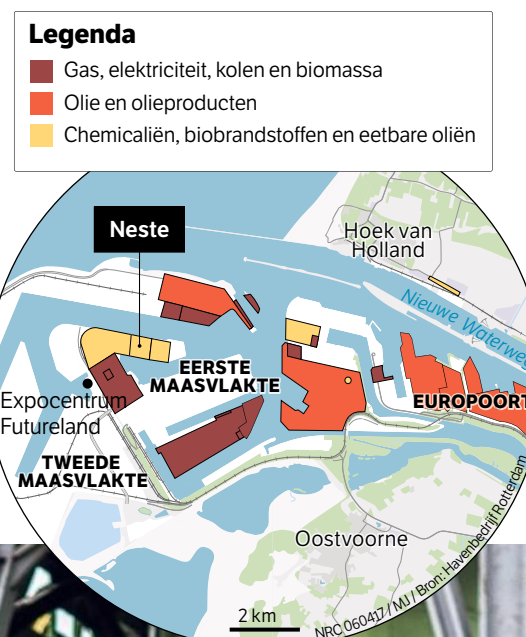 Legenda
Gas, elektriciteit, kolen en biomassa
Olie en olieproducten
Chemicaliën, biobrandstoffen en eetbare oliën
Neste
Hoek van
Holland
Nieuwe Waterweg
EERSTE
MAASVLAKTE
EUROPOORT
Expocentrum
Futureland
TWEEDE
MAASVLAKTE
Oostvoorne
2 km
NRC 060417 / MJ / Bron: Havenbedrijf Rotterdam